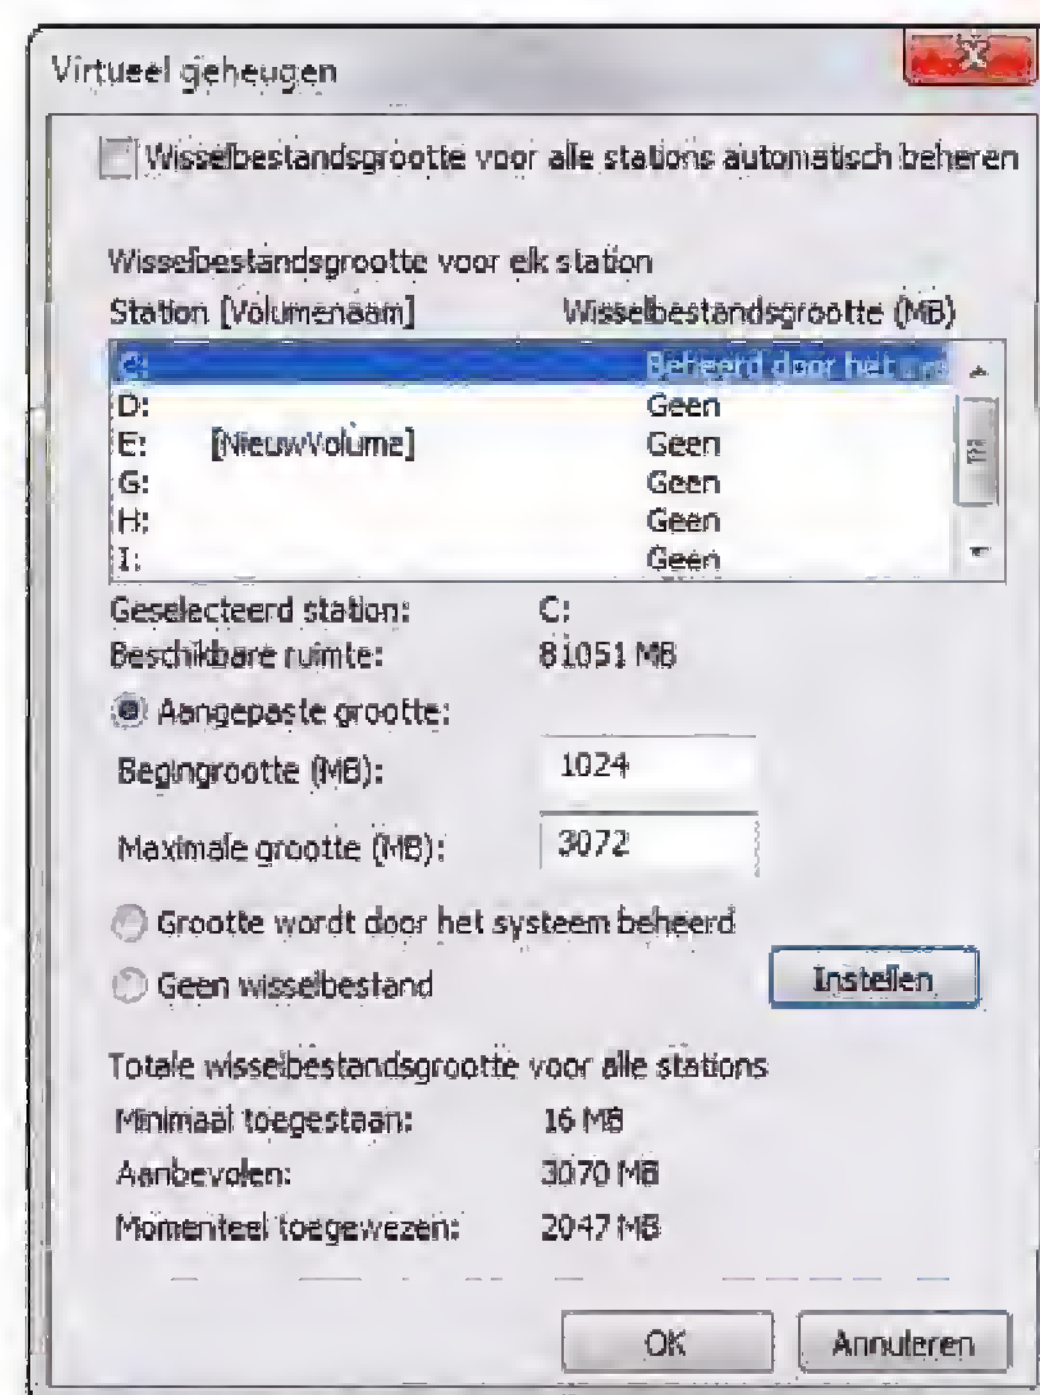 Virtueel geheugen
Wisselbestandsgrootte voor alle stations automatisch beheren
Wisselbestandsgrootte voor elk station
Station [Volumenaam] Wisselbestandsgrootte (MB)
C: Beheerd door het
D: Geen
E: [NieuwVolume] Geen
G: Geen
H: Geen
I: Geen
Geselecteerd station: C:
Beschikbare ruimte: 81051 MB
Aangepaste grootte:
Begingrootte (MB): 1024
Maximale grootte (MB): 3072
Grootte wordt door het systeem beheerd
Geen wisselbestand
Instellen
Totale wisselbestandsgrootte voor alle stations
Minimaal toegestaan: 16 MB
Aanbevolen: 3070 MB
Momenteel toegewezen: 2047 MB
OK Annuleren